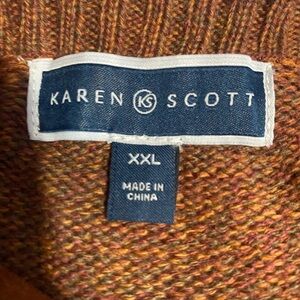 KAREN KS SCOTT
XXL
MADE IN
CHINA